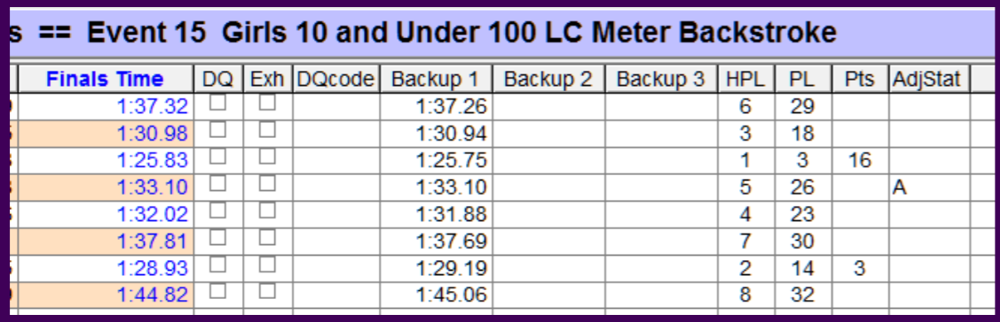 s == Event 15 Girls 10 and Under 100 LC Meter Backstroke
Finals Time DQ Exh DQcode Backup 1 Backup 2 Backup 3 HPL PL Pts AdjStat
1:37.32 1:37.26 6 29
1:30.98 1:30.94 3 18
1:25.83 1:25.75 1 3 16
1:33.10 1:33.10 5 26 A
1:32.02 1:31.88 4 23
1:37.81 1:37.69 7 30
1:28.93 1:29.19 2 14 3
1:44.82 1:45.06 8 32